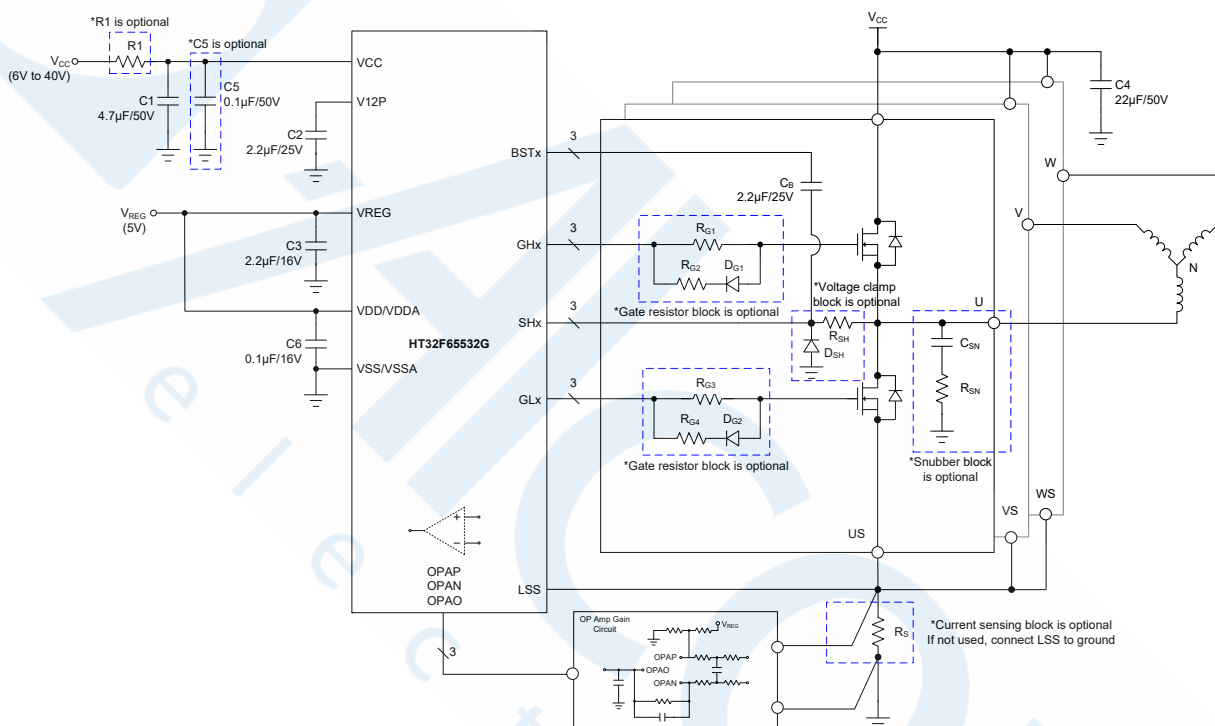 *R1 is optional
R1
*C5 is optional
VCC
(6V to 40V)
C1
4.7µF/50V
C5
0.1µF/50V
VCC
V12P
C2
2.2µF/25V
VREG
(5V)
VREG
C3
2.2µF/16V
VDD/VDDA
C6
0.1µF/16V
VSS/VSSA
HT32F65532G
BSTx
3
GHx
3
SHx
3
GLx
3
LSS
OPAP
OPAN
OPAO
3
VCC
C4
22µF/50V
CB
2.2µF/25V
RG1
RG2
DG1
*Gate resistor block is optional
*Voltage clamp
block is optional
RSH
DSH
RG3
RG4
DG2
*Gate resistor block is optional
CSN
RSN
*Snubber block
is optional
W
V
U
N
US
VS
WS
RS
*Current sensing block is optional
If not used, connect LSS to ground
OP Amp Gain
Circuit
VREG
OPAP
OPAO
OPAN